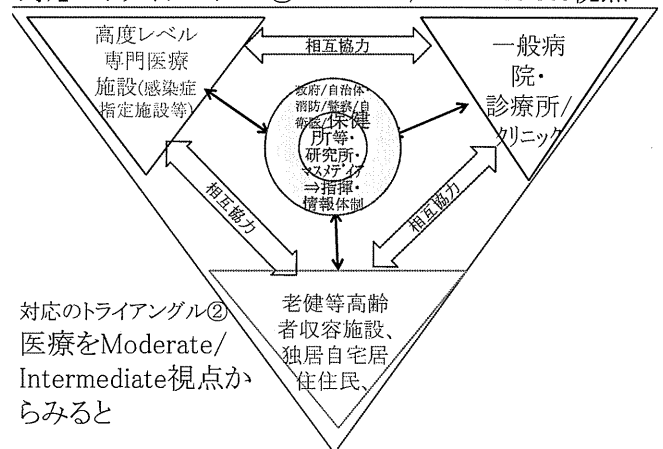 高度レベル
専門医療
施設(感染症
指定施設等)
相互協力
一般病
院・
診療所/
クリニック
政府/自治体・
消防/警察/自
保健
所等・
研究所・
マスメディア
⇒指揮・
情報体制
相互協力
相互協力
老健等高齢
者収容施設、
独居自宅居
住住民、
対応のトライアングル②
医療をModerate/
Intermediate視点か
らみると